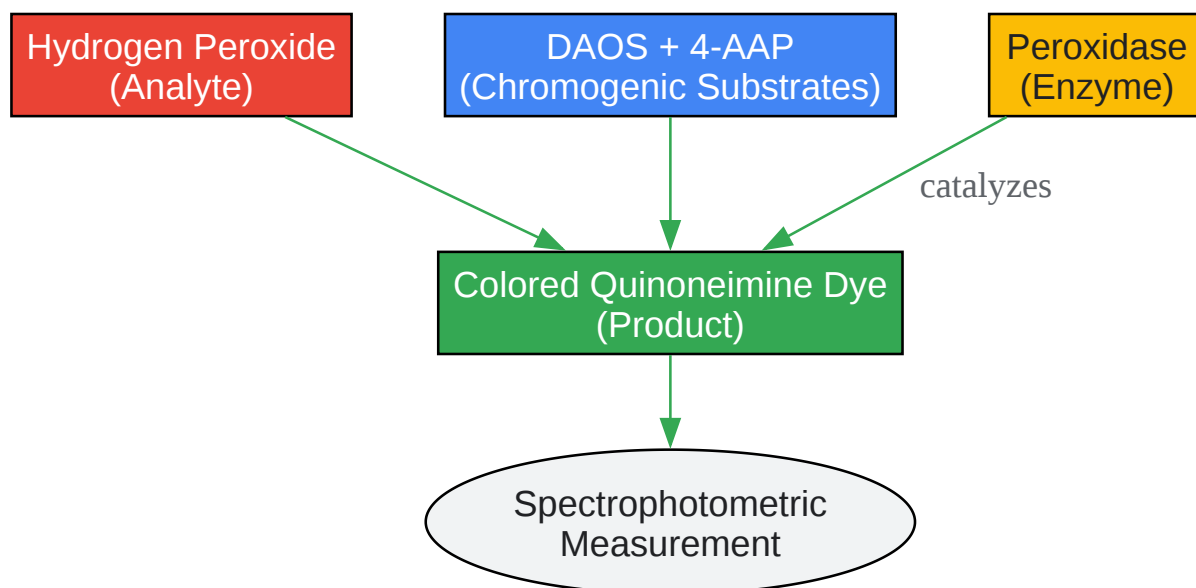 Hydrogen Peroxide
(Analyte)
DAOS + 4-AAP
(Chromogenic Substrates)
Peroxidase
(Enzyme)
catalyzes
Colored Quinoneimine Dye
(Product)
Spectrophotometric
Measurement